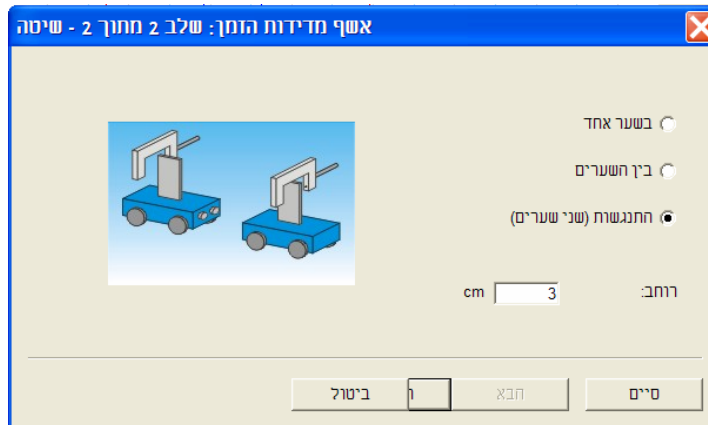 אשף מדידות הזמן: שלב 2 מתוך 2 - שיטה
בשער אחד
בין השערים
התנגשות (שני שערים)
רוחב: 3 cm
סיים
הבא
ביטול